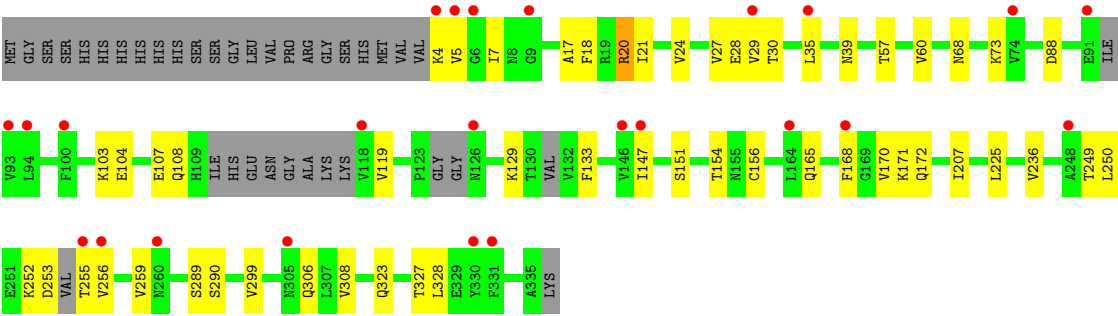 MET GLY SER SER HIS HIS HIS HIS HIS HIS SER SER GLY LEU VAL PRO ARG GLY SER HIS MET VAL VAL K4 V5 G6 I7 N8 G9 A17 F18 R19 R20 I21 V24 V27 E28 V29 T30 L35 N39 T57 V60 N68 K73 V74 D88 E91 ILE
V93 L94 F100 K103 E104 E107 Q108 H109 ILE HIS GLU ASN GLY ALA LYS LYS V118 V119 P123 GLY GLY N126 K129 T130 VAL V132 F133 V146 I147 S151 T154 N155 C156 L164 Q165 F168 G169 V170 K171 Q172 I207 L225 V236 A248 T249 L250
E251 K252 D253 VAL T255 V256 V259 N260 S289 S290 V299 N305 Q306 L307 V308 Q323 T327 L328 E329 Y330 F331 A335 LYS